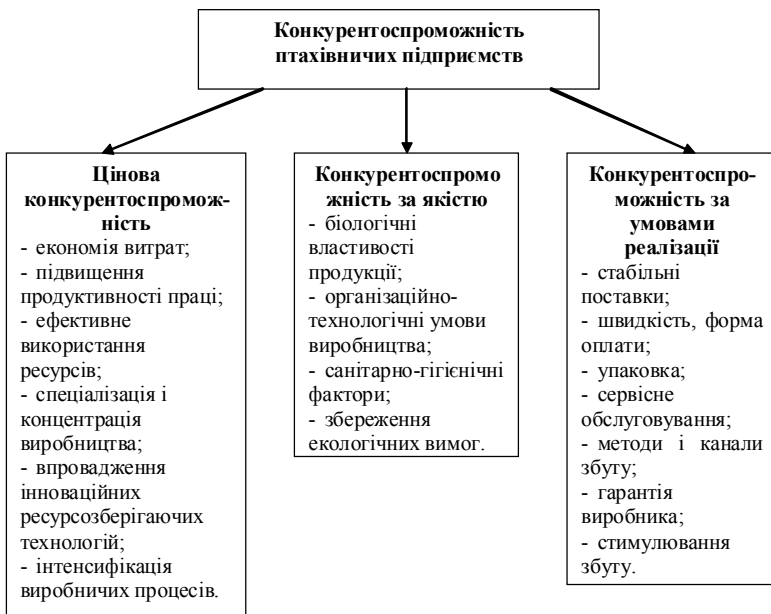 Конкурентоспроможність
птахівничих підприємств
Цінова
конкурентоспромож-
ність
- економія витрат;
- підвищення
продуктивності праці;
- ефективне
використання
ресурсів;
- спеціалізація і
концентрація
виробництва;
- впровадження
інноваційних
ресурсозберігаючих
технологій;
- інтенсифікація
виробничих процесів.
Конкурентоспромо
жність за якістю
- біологічні
властивості
продукції;
- організаційно-
технологічні умови
виробництва;
- санітарно-гігієнічні
фактори;
- збереження
екологічних вимог.
Конкурентоспро-
можність за
умовами
реалізації
- стабільні
поставки;
- швидкість, форма
оплати;
- упаковка;
- сервісне
обслуговування;
- методи і канали
збуту;
- гарантія
виробника;
- стимулювання
збуту.